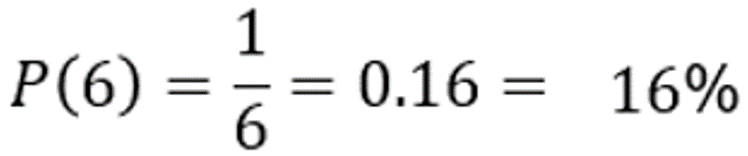 P(6) = 1/6 = 0.16 = 16%